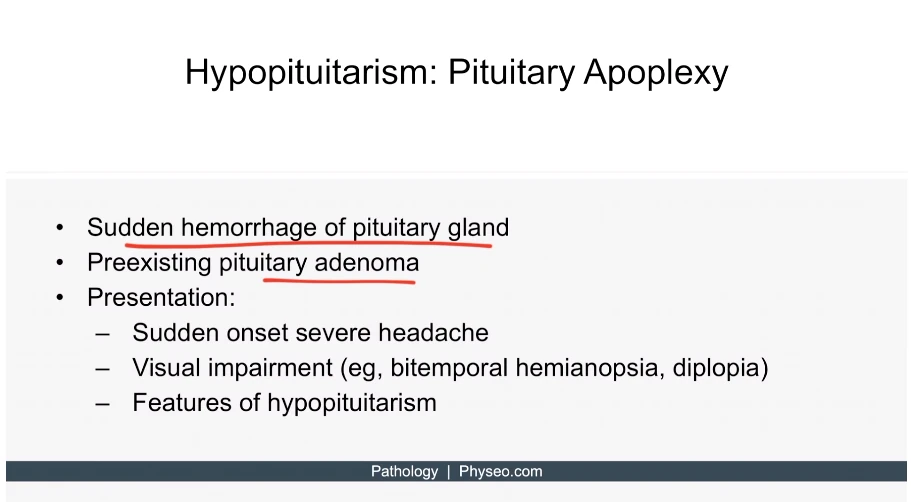 Hypopituitarism: Pituitary Apoplexy
• Sudden hemorrhage of pituitary gland
• Preexisting pituitary adenoma
• Presentation:
– Sudden onset severe headache
– Visual impairment (eg, bitemporal hemianopsia, diplopia)
– Features of hypopituitarism
Pathology | Physeo.com